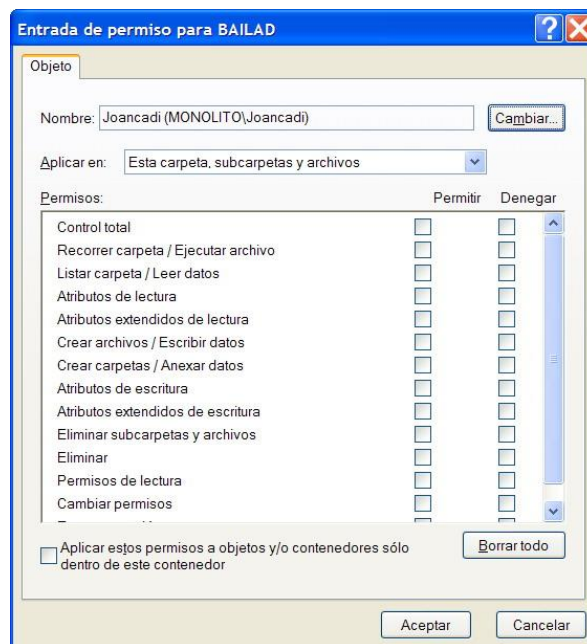 Entrada de permiso para BAILAD
Objeto
Nombre: Joancadi (MONOLITO\Joancadi) Cambiar...
Aplicar en: Esta carpeta, subcarpetas y archivos
Permisos: Permitir Denegar
Control total
Recorrer carpeta / Ejecutar archivo
Listar carpeta / Leer datos
Atributos de lectura
Atributos extendidos de lectura
Crear archivos / Escribir datos
Crear carpetas / Anexar datos
Atributos de escritura
Atributos extendidos de escritura
Eliminar subcarpetas y archivos
Eliminar
Permisos de lectura
Cambiar permisos
Aplicar estos permisos a objetos y/o contenedores sólo Borrar todo
dentro de este contenedor
Aceptar Cancelar